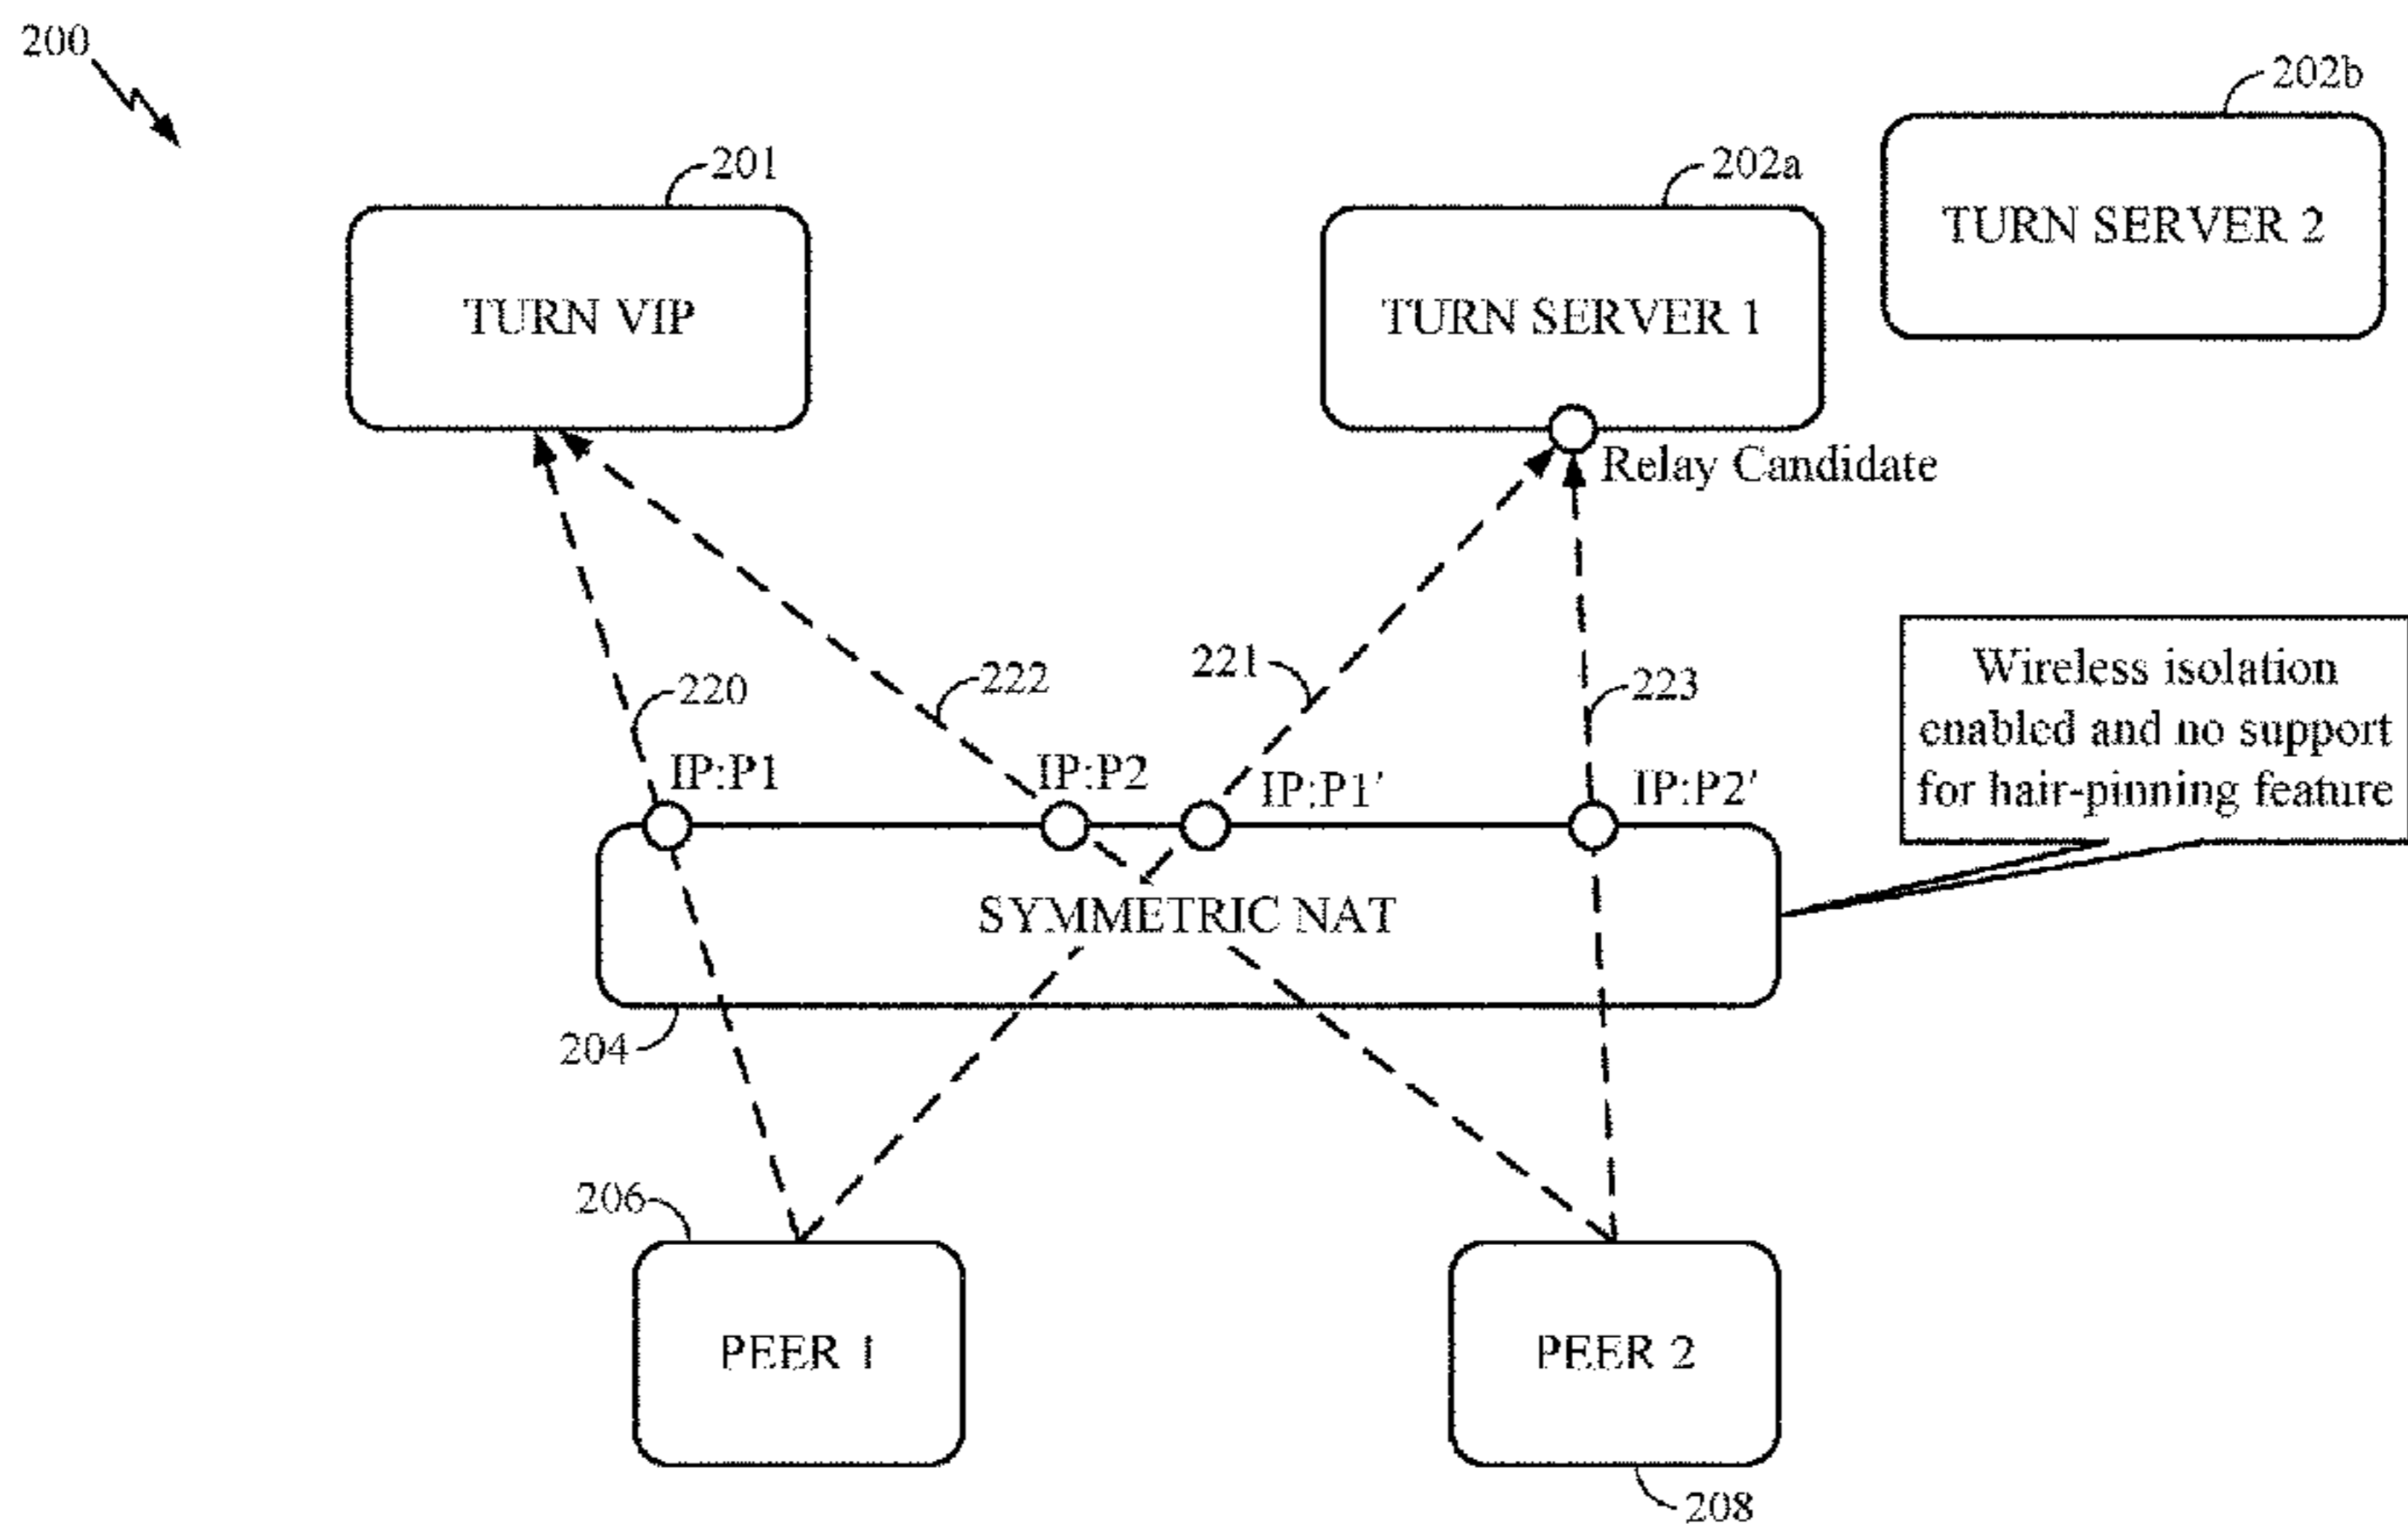 200
202b
201
202a
TURN SERVER 2
TURN VIP
TURN SERVER 1
Relay Candidate
220
222
221
223
Wireless isolation
enabled and no support
for hair-pinning feature
IP:P1
IP:P2
IP:P1'
IP:P2'
SYMMETRIC NAT
204
206
PEER 1
PEER 2
208